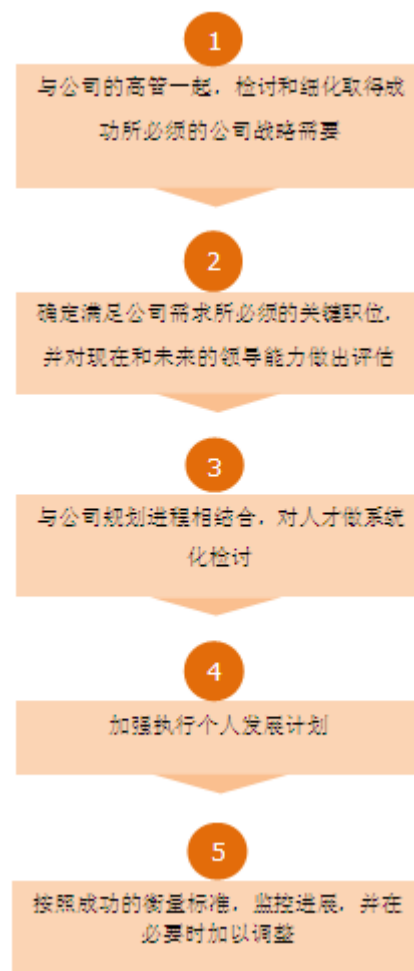 1
与公司的高管一起，检讨和细化取得成
功所必须的公司战略需要
2
确定满足公司需求所必须的关键职位，
并对现在和未来的领导能力做出评估
3
与公司规划进程相结合，对人才做系统
化检讨
4
加强执行个人发展计划
5
按照成功的衡量标准，监控进展，并在
必要时加以调整